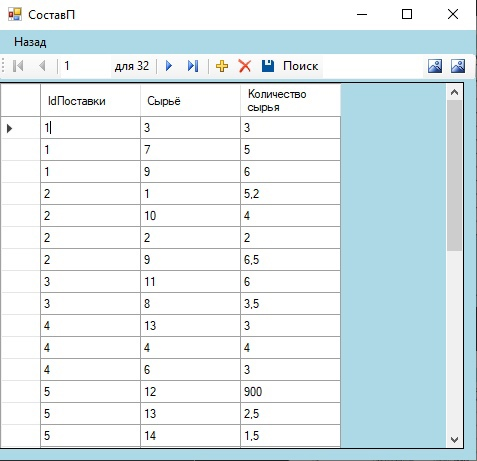 СоставП
Назад
1 для 32 Поиск
IdПоставки Сырьё Количество сырья
1 3 3
1 7 5
1 9 6
2 1 5,2
2 10 4
2 2 2
2 9 6,5
3 11 6
3 8 3,5
4 13 3
4 4 4
4 6 3
5 12 900
5 13 2,5
5 14 1,5